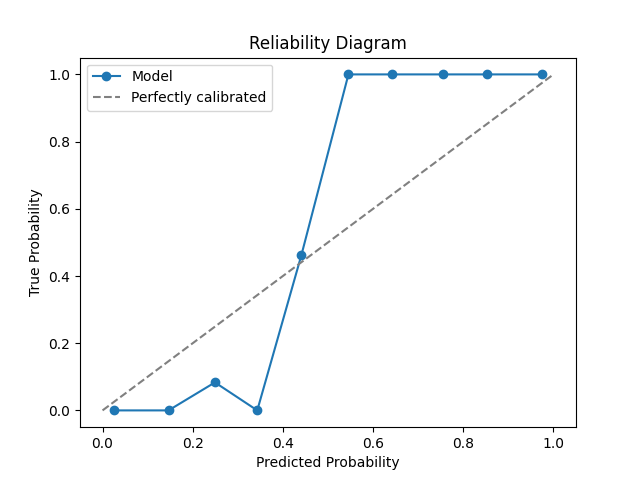 Reliability Diagram
Model
Perfectly calibrated
True Probability
1.0
0.8
0.6
0.4
0.2
0.0
0.0 0.2 0.4 0.6 0.8 1.0
Predicted Probability